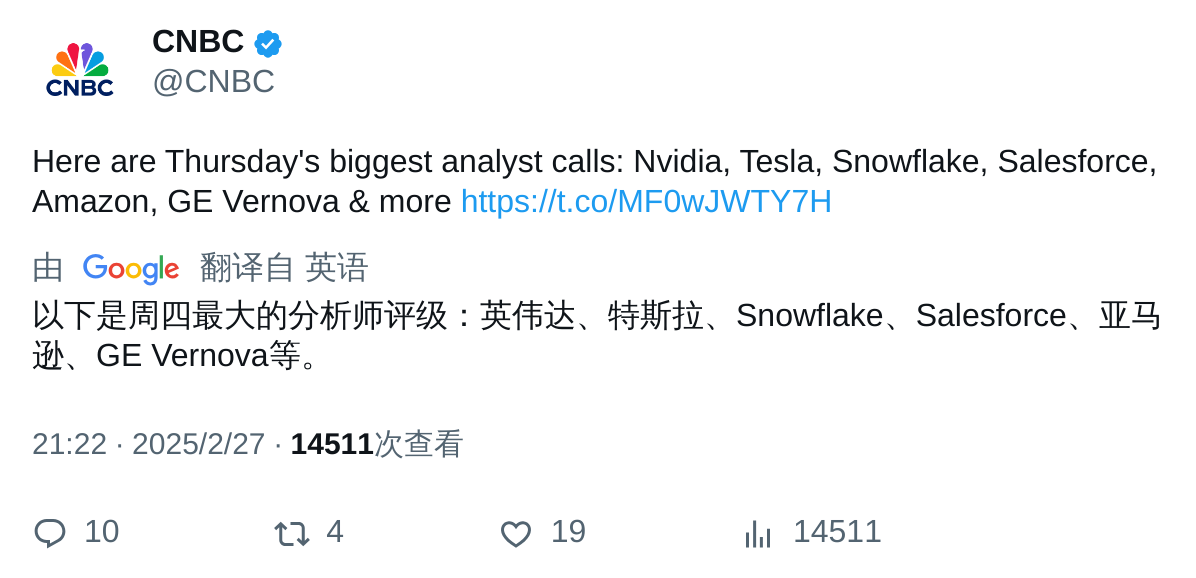 CNBC
CNBC
@CNBC
Here are Thursday's biggest analyst calls: Nvidia, Tesla, Snowflake, Salesforce,
Amazon, GE Vernova & more https://t.co/MF0wJWTY7H
由 Google 翻译自 英语
以下是周四最大的分析师评级：英伟达、特斯拉、Snowflake、Salesforce、亚马
逊、GE Vernova等。
21:22 · 2025/2/27 · 14511次查看
10 4 19 14511